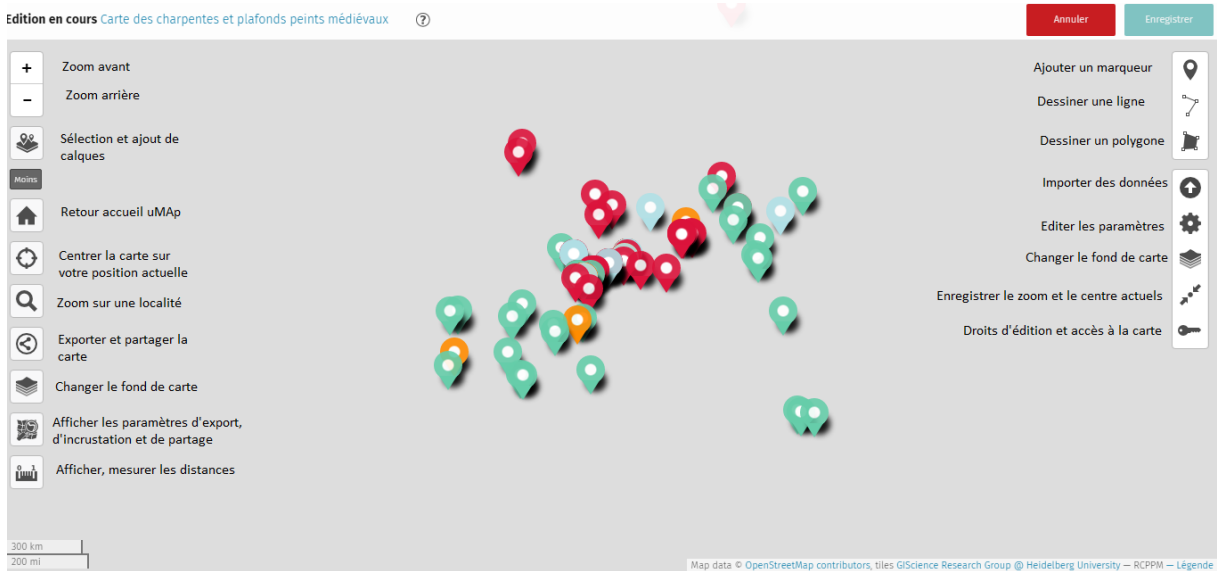 Edition en cours Carte des charpentes et plafonds peints médiévaux ?
Annuler
Enregistrer
+ Zoom avant
- Zoom arrière
Sélection et ajout de
calques
Moins
Retour accueil uMAp
Centrer la carte sur
votre position actuelle
Zoom sur une localité
Exporter et partager la
carte
Changer le fond de carte
Afficher les paramètres d'export,
d'incrustation et de partage
0 1
Afficher, mesurer les distances
Ajouter un marqueur
Dessiner une ligne
Dessiner un polygone
Importer des données
Editer les paramètres
Changer le fond de carte
Enregistrer le zoom et le centre actuels
Droits d'édition et accès à la carte
300 km
200 mi
Map data © OpenStreetMap contributors, tiles GIScience Research Group @ Heidelberg University — RCPPM — Légende